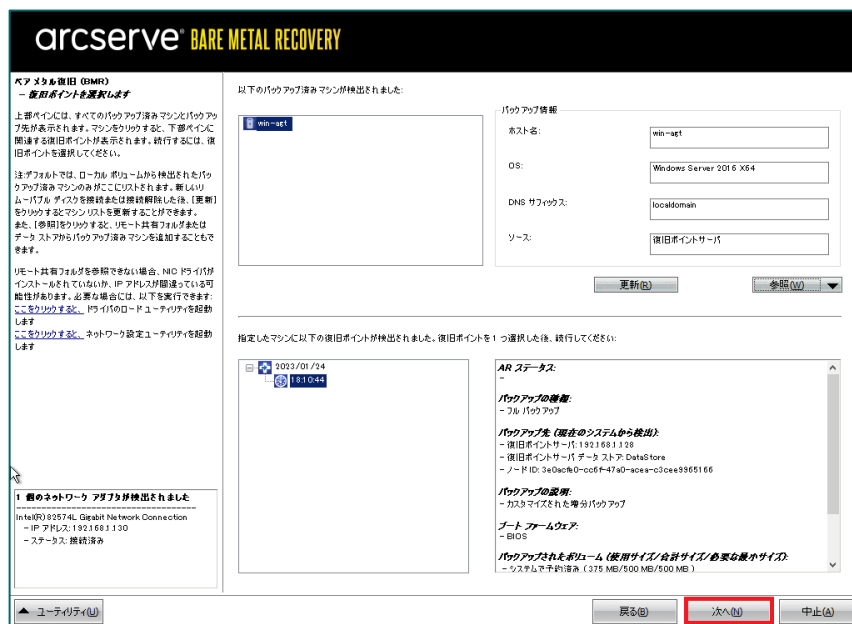 arcserve® BARE METAL RECOVERY
ベア メタル復旧 (BMR)
- 復旧ポイントを選択します
上部ペインには、すべてのバックアップ済みマシンとバックアッ
プ先が表示されます。マシンをクリックすると、下部ペインに
関連する復旧ポイントが表示されます。続行するには、復
旧ポイントを選択してください。
注:デフォルトでは、ローカル ボリュームから検出されたバッ
クアップ済みマシンのみがここにリストされます。新しいリ
ムーバブル ディスクを接続または接続解除した後、[更新]
をクリックするとマシンリストを更新することができます。
また、[参照]をクリックすると、リモート共有フォルダまたは
データ ストアからバックアップ済みマシンを追加することもで
きます。
リモート共有フォルダを参照できない場合、NIC ドライバが
インストールされていないか、IP アドレスが間違っている可
能性があります。必要な場合には、以下を実行できます:
ここをクリックすると、ドライバのロード ユーティリティを起動
します
ここをクリックすると、ネットワーク設定ユーティリティを起動
します
1 個のネットワーク アダプタが検出されました
------------------------------------
Intel(R) 82574L Gigabit Network Connection
- IP アドレス: 192.168.1.130
- ステータス: 接続済み
以下のバックアップ済マシンが検出されました:
win-agt
バックアップ情報
ホスト名:
win-agt
OS:
Windows Server 2016 X64
DNS サフィックス:
localdomain
ソース:
復旧ポイントサーバ
更新(R)
参照(W)
指定したマシンに以下の復旧ポイントが検出されました。復旧ポイントを1 つ選択した後、続行してください:
2023/01/24
18:10:44
AR ステータス:
-
バックアップの種類:
- フル バックアップ
バックアップ先 (現在のシステムから検出):
- 復旧ポイントサーバ: 192.168.1.128
- 復旧ポイントサーバ データ ストア: DataStore
- ノード ID: 3e0acfe0-cc6f-47a0-acea-c3cee9965166
バックアップの説明:
- カスタマイズされた増分バックアップ
ブート ファームウェア:
- BIOS
バックアップされたボリューム (使用サイズ/合計サイズ/必要な最小サイズ):
- システムで予約済み ( 375 MB/500 MB/500 MB )
ユーティリティ(U)
戻る(B)
次へ(N)
中止(A)